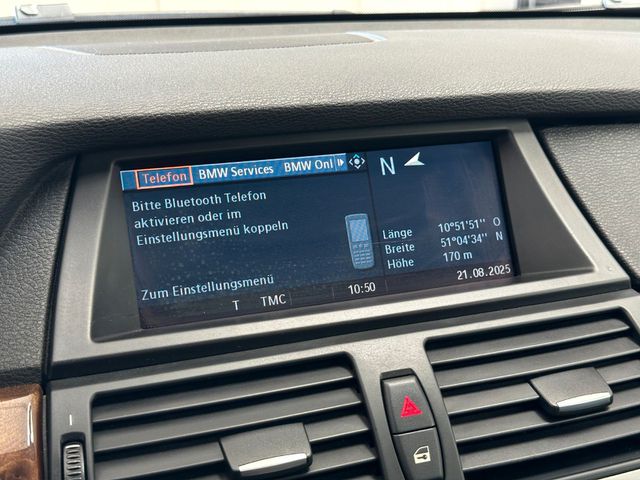 Telefon BMW Services BMW Onl
Bitte Bluetooth Telefon
aktivieren oder im
Einstellungsmenü koppeln
Zum Einstellungsmenü
T TMC 10:50
N
Länge 10°51'51'' O
Breite 51°04'34'' N
Höhe 170 m
21.08.2025